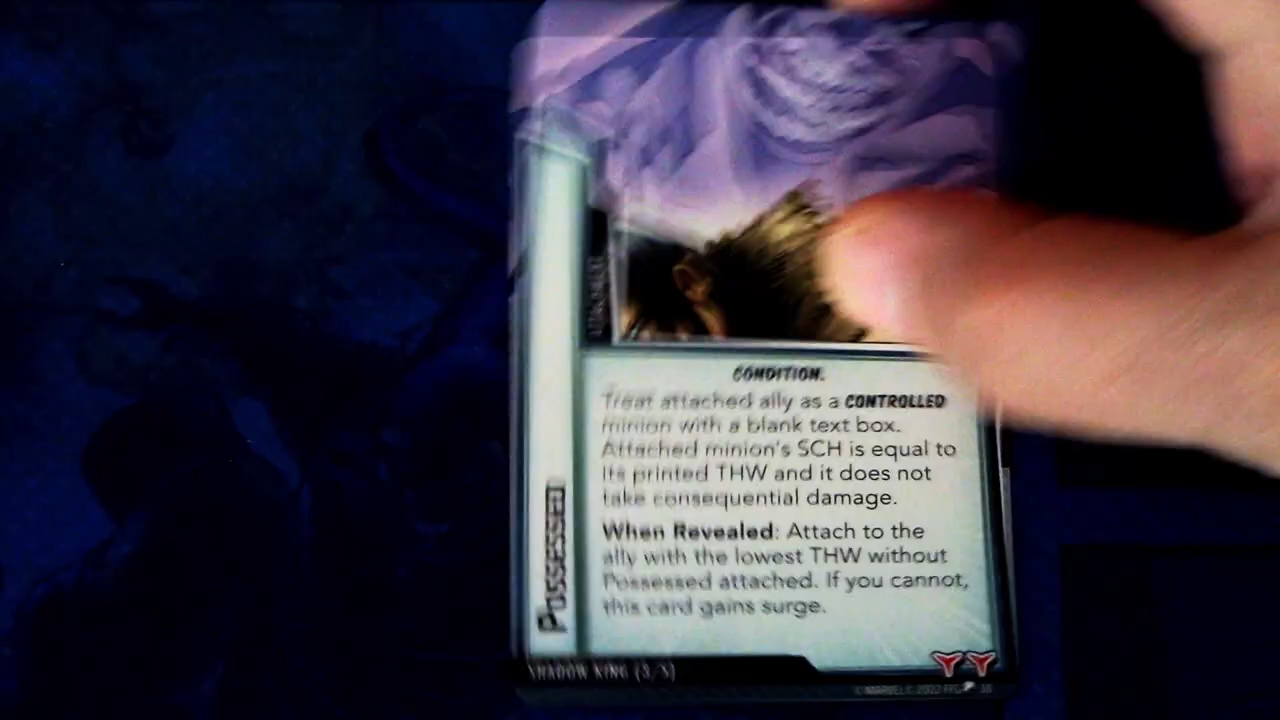 CONDITION.
Treat attached ally as a CONTROLLED
minion with a blank text box.
Attached minion's SCH is equal to
its printed THW and it does not
take consequential damage.
When Revealed: Attach to the
ally with the lowest THW without
Possessed attached. If you cannot,
this card gains surge.
POSSESSED
SHADOW KING (3/5)